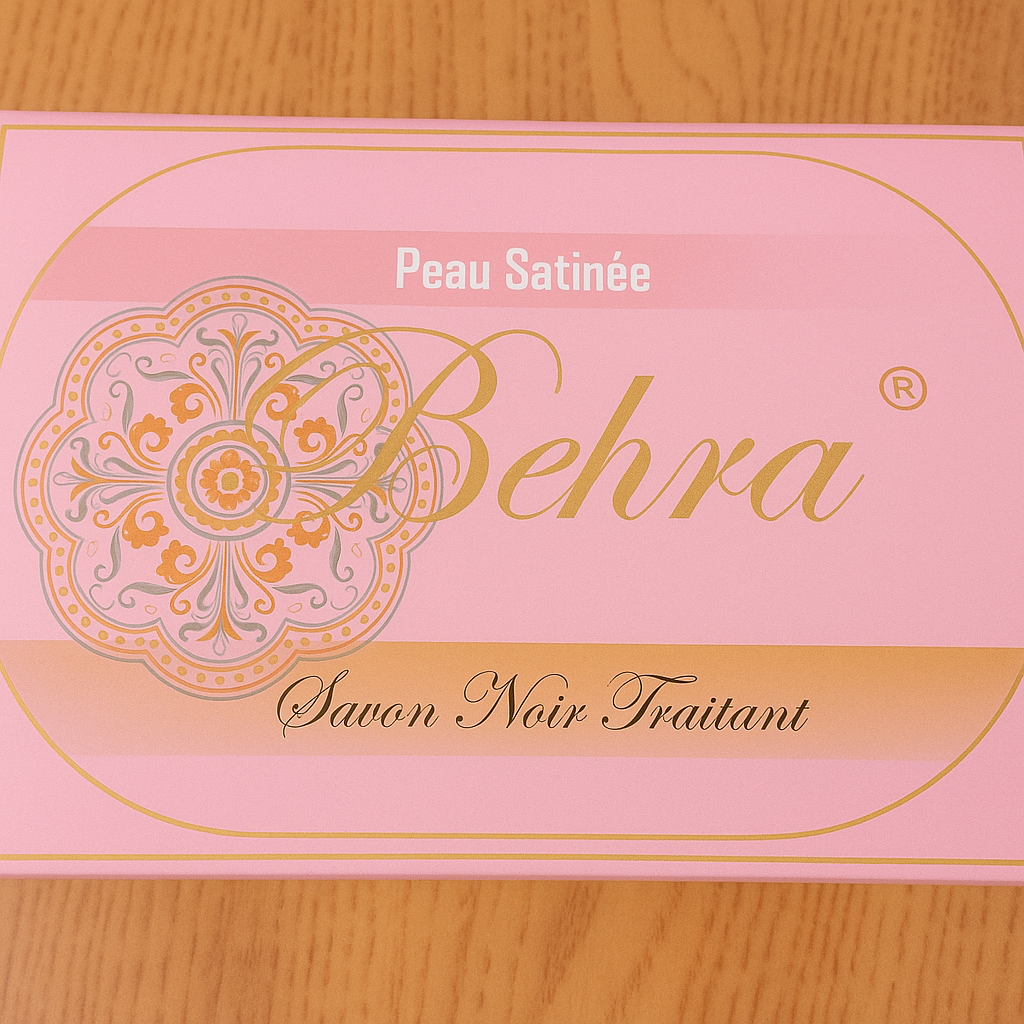 Peau Satinée
Behra ®
Savon Noir Traitant